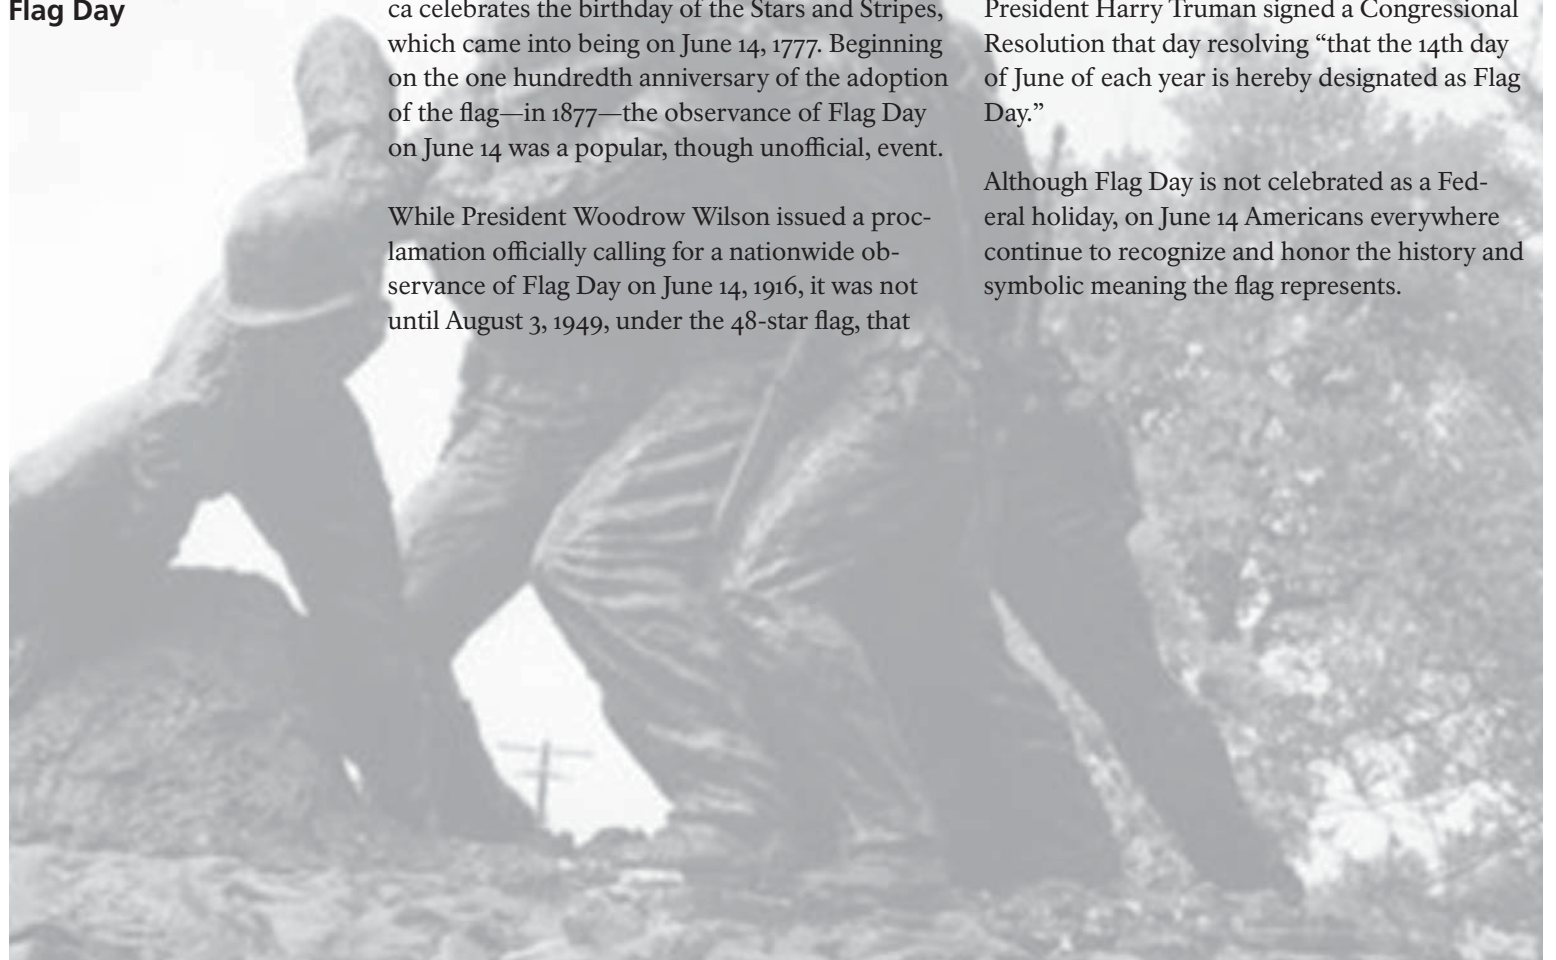 Flag Day
ca celebrates the birthday of the Stars and Stripes,
which came into being on June 14, 1777. Beginning
on the one hundredth anniversary of the adoption
of the flag—in 1877—the observance of Flag Day
on June 14 was a popular, though unofficial, event.
While President Woodrow Wilson issued a proc-
lamation officially calling for a nationwide ob-
servance of Flag Day on June 14, 1916, it was not
until August 3, 1949, under the 48-star flag, that
President Harry Truman signed a Congressional
Resolution that day resolving “that the 14th day
of June of each year is hereby designated as Flag
Day.”
Although Flag Day is not celebrated as a Fed-
eral holiday, on June 14 Americans everywhere
continue to recognize and honor the history and
symbolic meaning the flag represents.